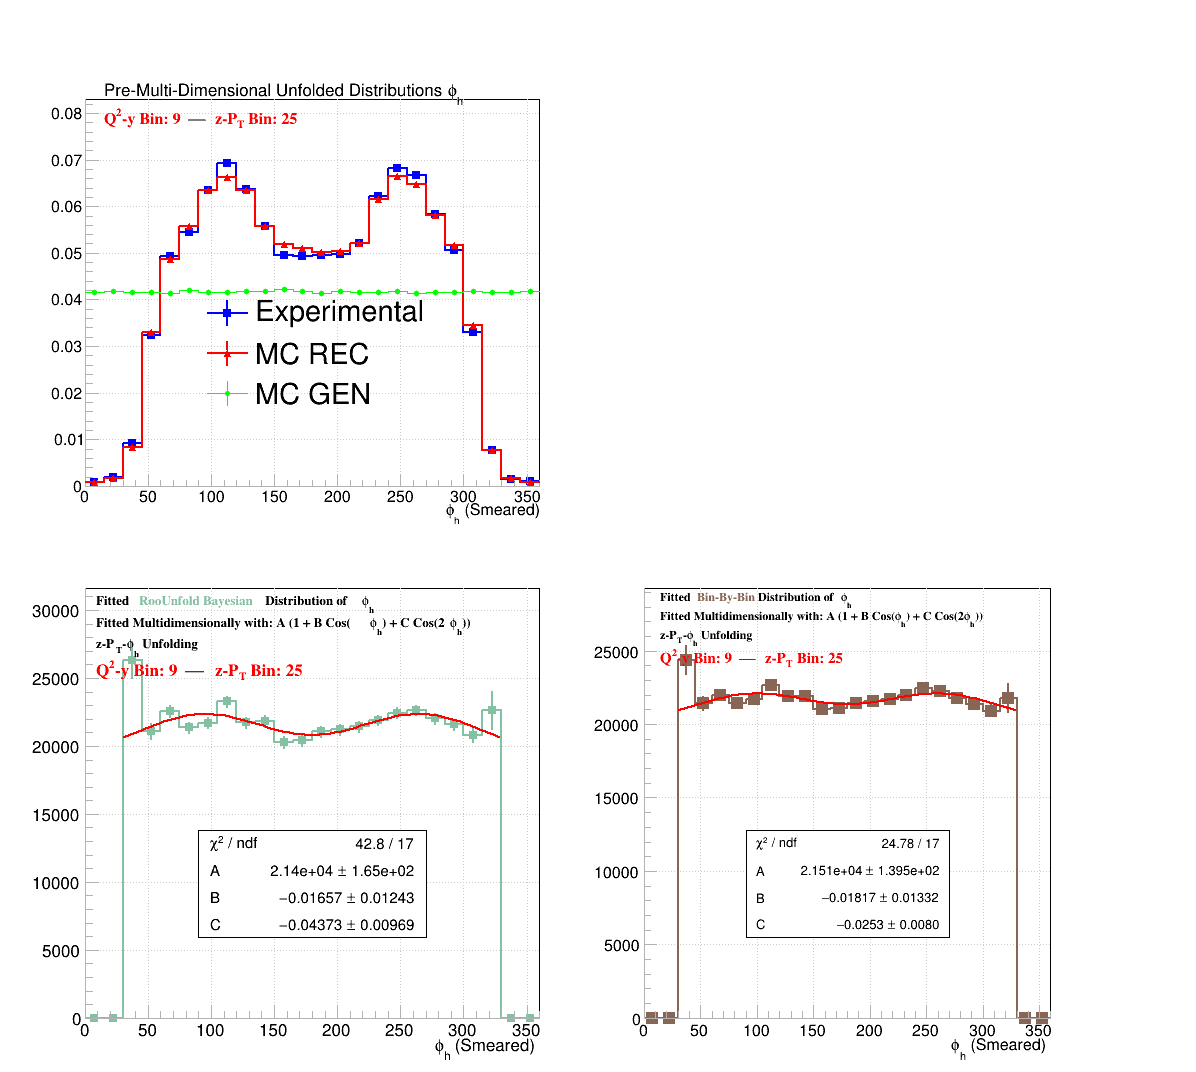 Pre-Multi-Dimensional Unfolded Distributions ϕh
Q²-y Bin: 9 — z-PT Bin: 25
0.08
0.07
0.06
0.05
0.04
0.03
0.02
0.01
0
Experimental
MC REC
MC GEN
0 50 100 150 200 250 300 350
ϕh (Smeared)
Fitted RooUnfold Bayesian Distribution of ϕh
Fitted Multidimensionally with: A (1 + B Cos( ϕh) + C Cos(2 ϕh))
z-PT-ϕh Unfolding
Q²-y Bin: 9 — z-PT Bin: 25
30000
25000
20000
15000
10000
5000
0
χ² / ndf 42.8 / 17
A 2.14e+04 ± 1.65e+02
B −0.01657 ± 0.01243
C −0.04373 ± 0.00969
0 50 100 150 200 250 300 350
ϕh (Smeared)
Fitted Bin-By-Bin Distribution of ϕh
Fitted Multidimensionally with: A (1 + B Cos(ϕh) + C Cos(2ϕh))
z-PT-ϕh Unfolding
Q²-y Bin: 9 — z-PT Bin: 25
25000
20000
15000
10000
5000
0
χ² / ndf 24.78 / 17
A 2.151e+04 ± 1.395e+02
B −0.01817 ± 0.01332
C −0.0253 ± 0.0080
0 50 100 150 200 250 300 350
ϕh (Smeared)